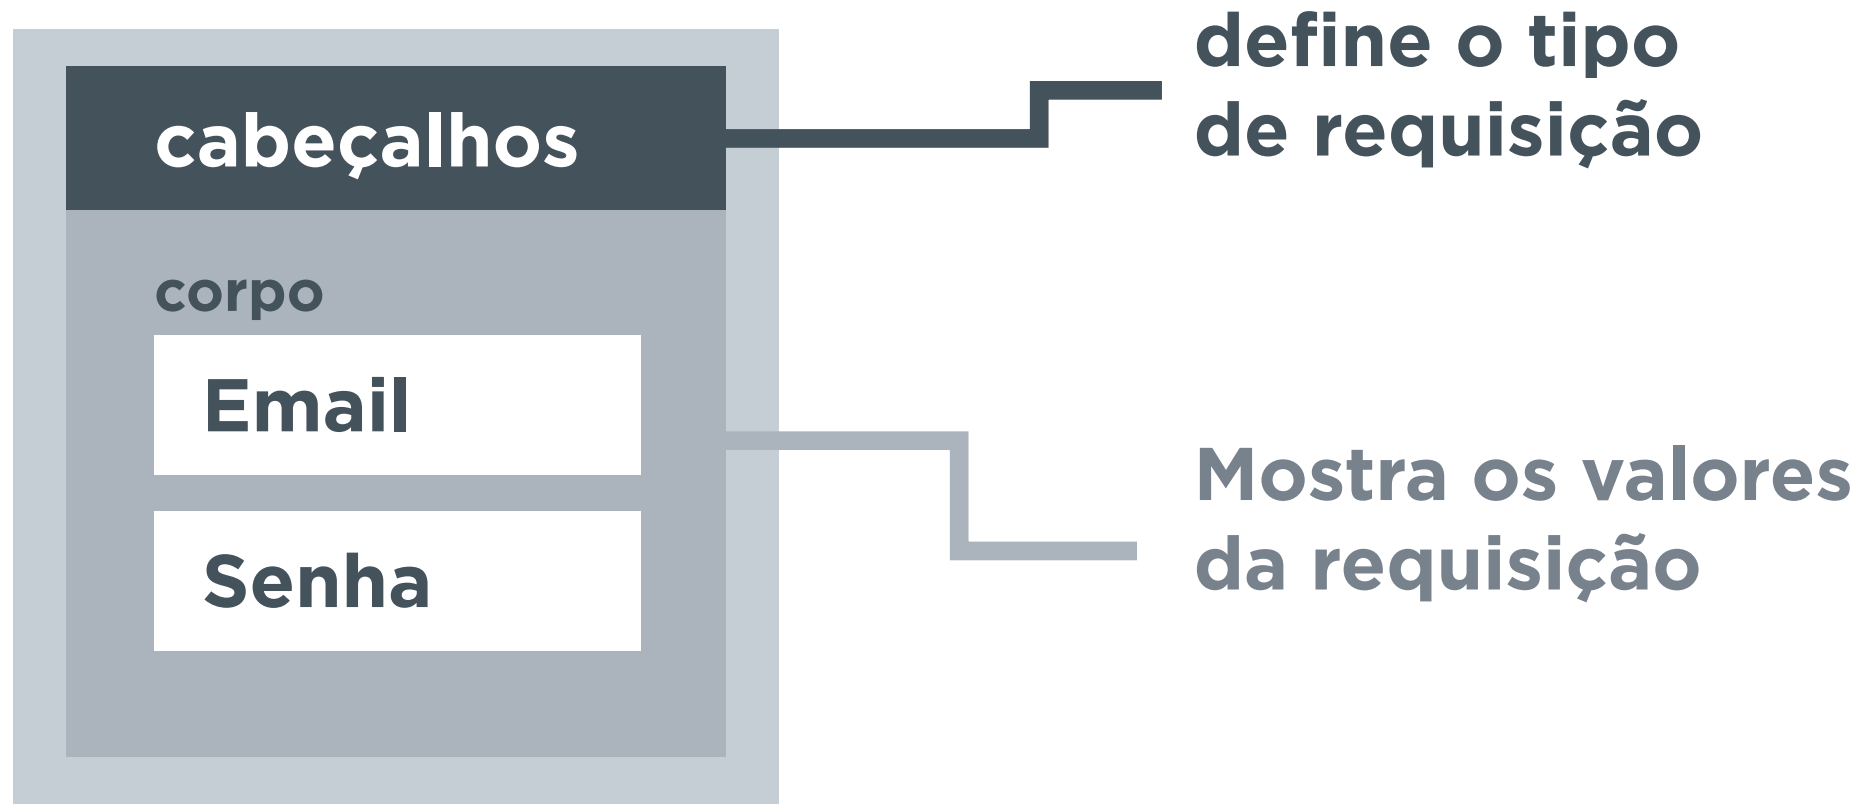 define o tipo
de requisição
cabeçalhos
corpo
Email
Senha
Mostra os valores
da requisição